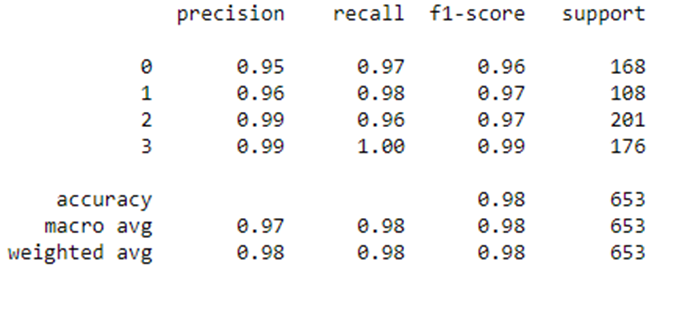 precision recall f1-score support
0 0.95 0.97 0.96 168
1 0.96 0.98 0.97 108
2 0.99 0.96 0.97 201
3 0.99 1.00 0.99 176
accuracy 0.98 653
macro avg 0.97 0.98 0.98 653
weighted avg 0.98 0.98 0.98 653